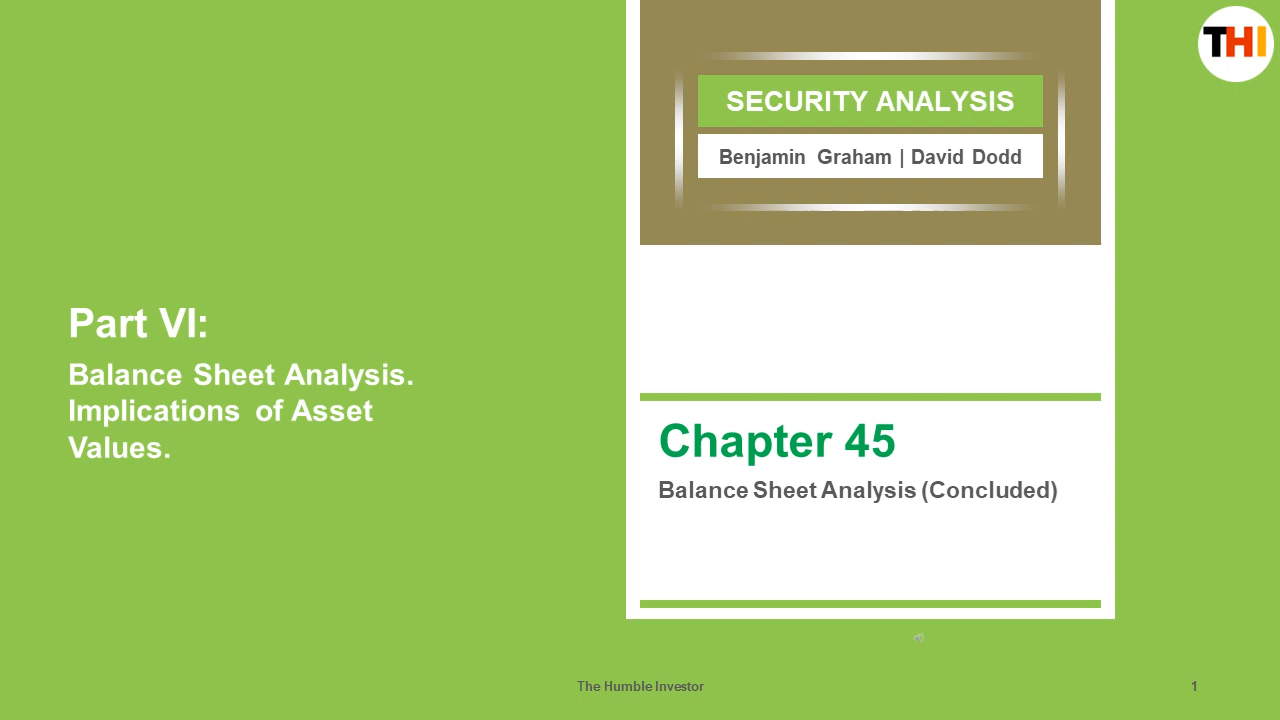 THI
SECURITY ANALYSIS
Benjamin Graham | David Dodd
Part VI:
Balance Sheet Analysis.
Implications of Asset
Values.
Chapter 45
Balance Sheet Analysis (Concluded)
The Humble Investor
1